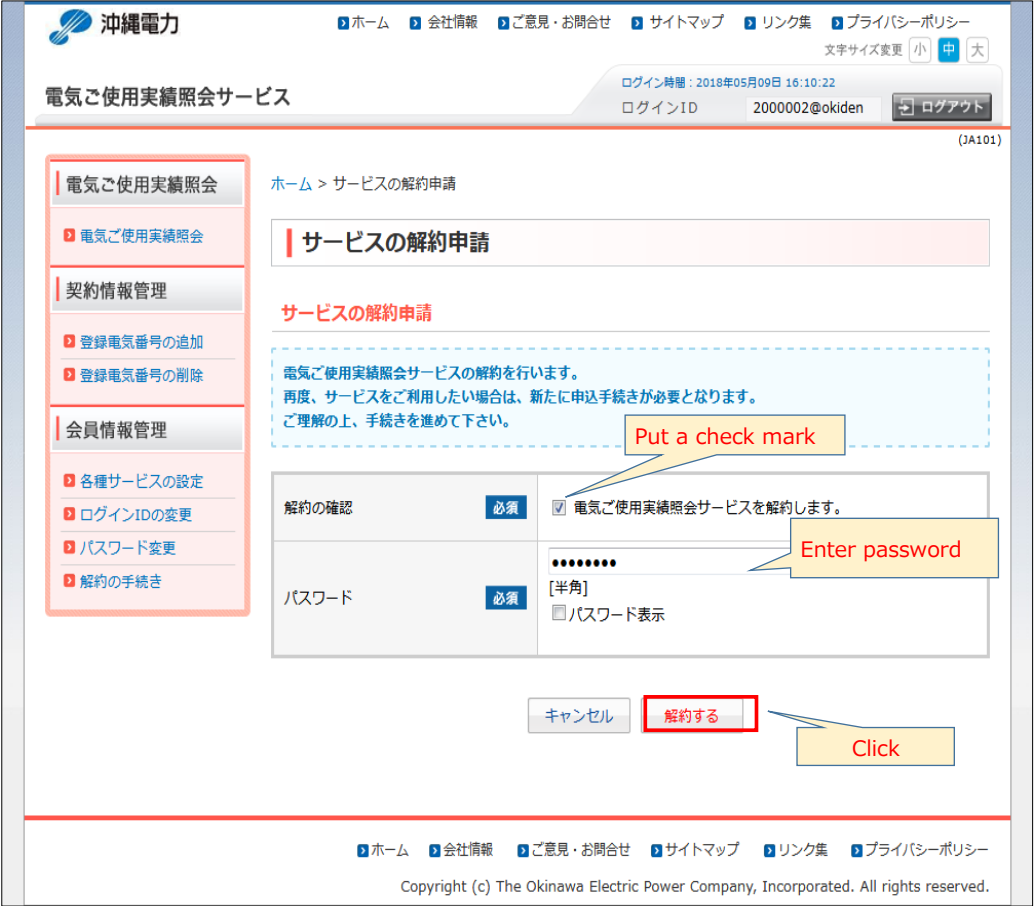 沖縄電力
ホーム 会社情報 ご意見・お問合せ サイトマップ リンク集 プライバシーポリシー
文字サイズ変更 小 中 大
電気ご使用実績照会サービス
ログイン時間：2018年05月09日 16:10:22
ログインID 2000002@okiden ログアウト
(JA101)
電気ご使用実績照会
電気ご使用実績照会
契約情報管理
登録電気番号の追加
登録電気番号の削除
会員情報管理
各種サービスの設定
ログインIDの変更
パスワード変更
解約の手続き
ホーム > サービスの解約申請
サービスの解約申請
サービスの解約申請
電気ご使用実績照会サービスの解約を行います。
再度、サービスをご利用したい場合は、新たに申込手続きが必要となります。
ご理解の上、手続きを進めて下さい。
Put a check mark
解約の確認 必須 電気ご使用実績照会サービスを解約します。
Enter password
パスワード 必須 ●●●●●●●●
[半角]
パスワード表示
キャンセル 解約する
Click
ホーム 会社情報 ご意見・お問合せ サイトマップ リンク集 プライバシーポリシー
Copyright (c) The Okinawa Electric Power Company, Incorporated. All rights reserved.